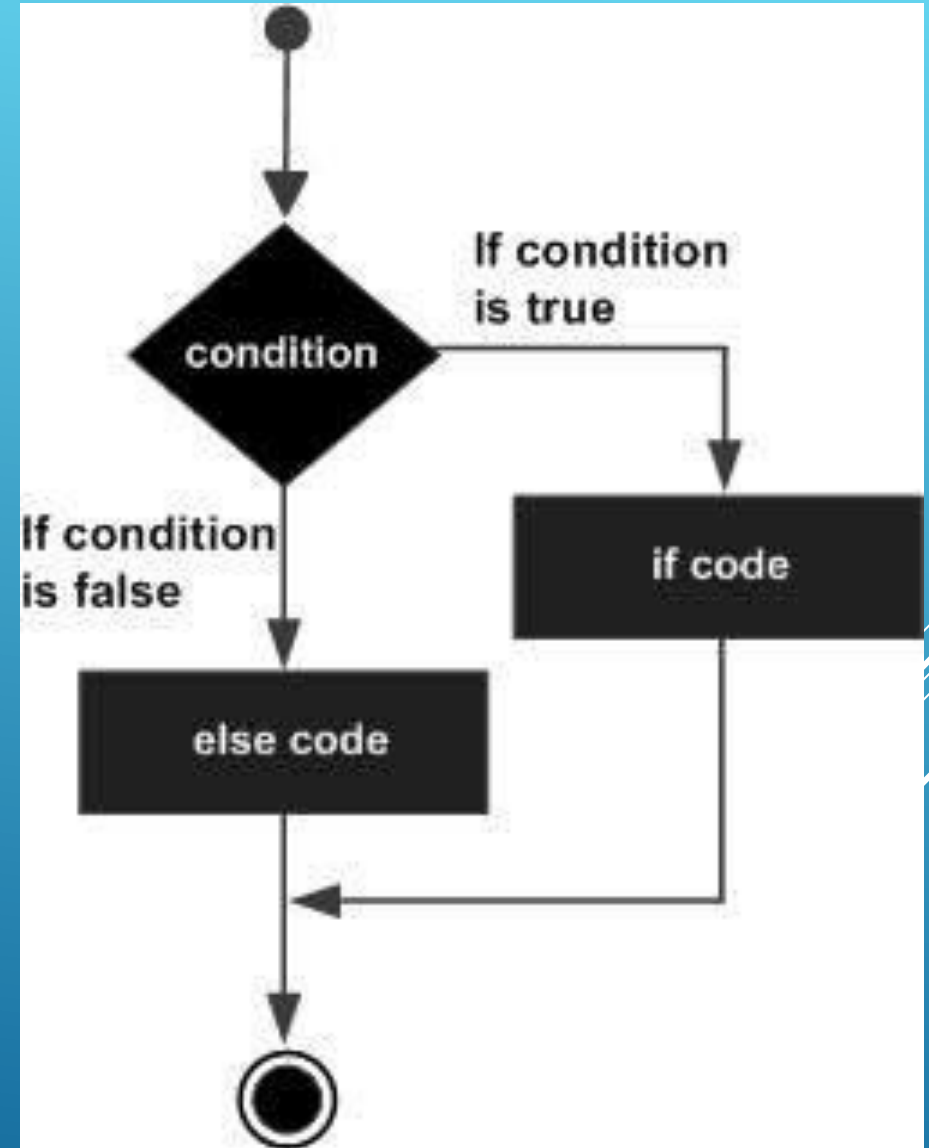 If condition
is true
condition
If condition
is false
if code
else code